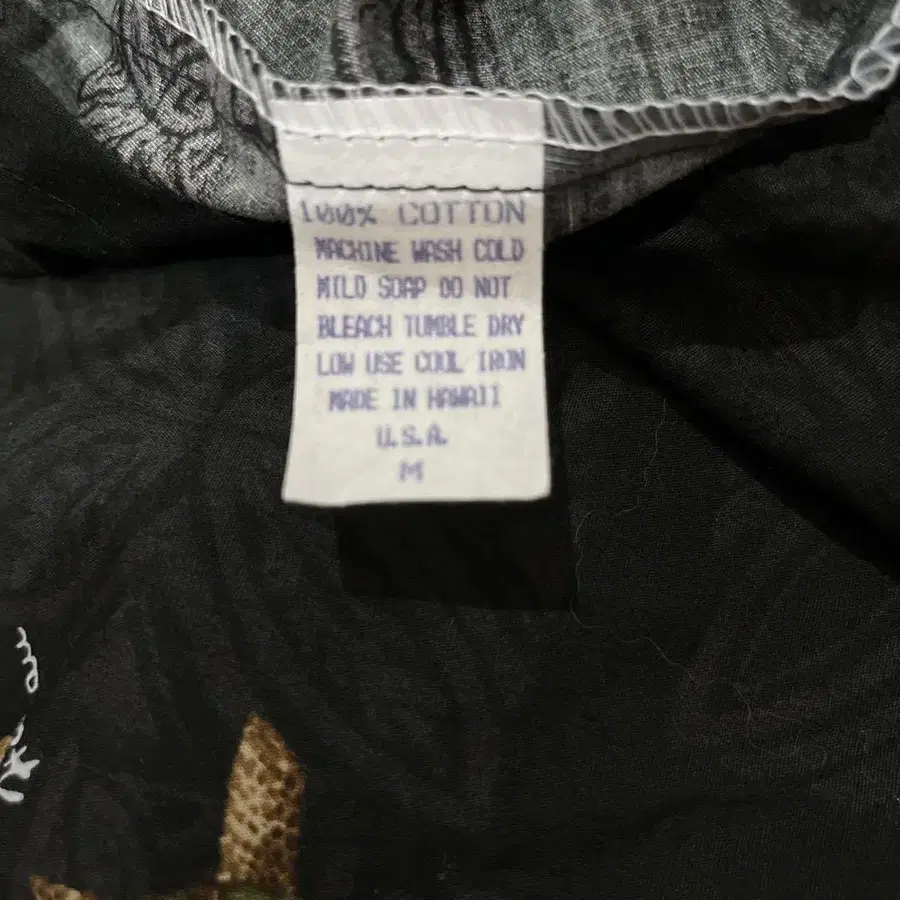 100% COTTON
MACHINE WASH COLD
MILD SOAP DO NOT
BLEACH TUMBLE DRY
LOW USE COOL IRON
MADE IN HAWAII
U.S.A.
M